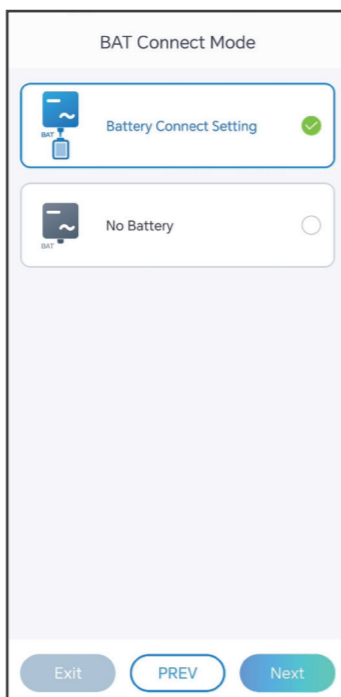 BAT Connect Mode
BAT
Battery Connect Setting
BAT
No Battery
Exit
PREV
Next